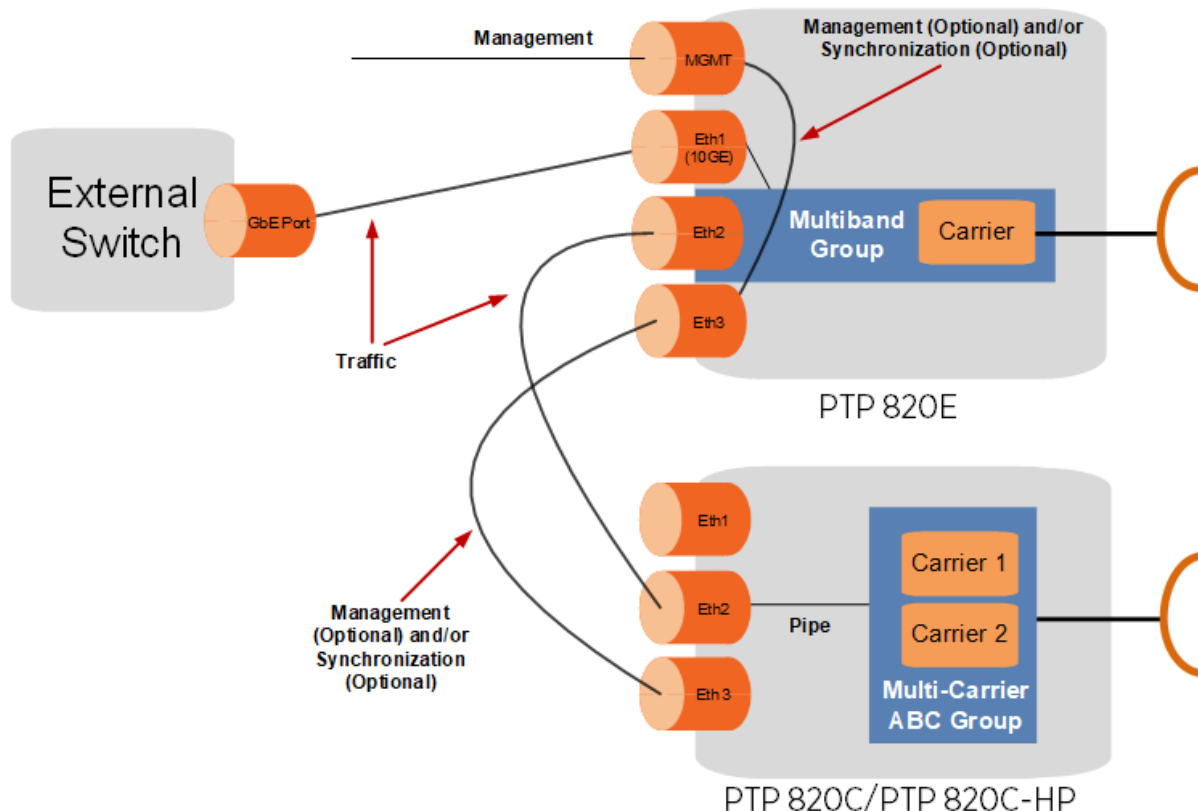 Management
Management (Optional) and/or
Synchronization (Optional)
MGMT
Eth1
(10GE)
External
Switch
GbE Port
Eth2
Multiband
Group
Carrier
Eth3
Traffic
PTP 820E
Eth1
Carrier 1
Eth2
Pipe
Carrier 2
Management
(Optional) and/or
Synchronization
(Optional)
Eth 3
Multi-Carrier
ABC Group
PTP 820C/PTP 820C-HP